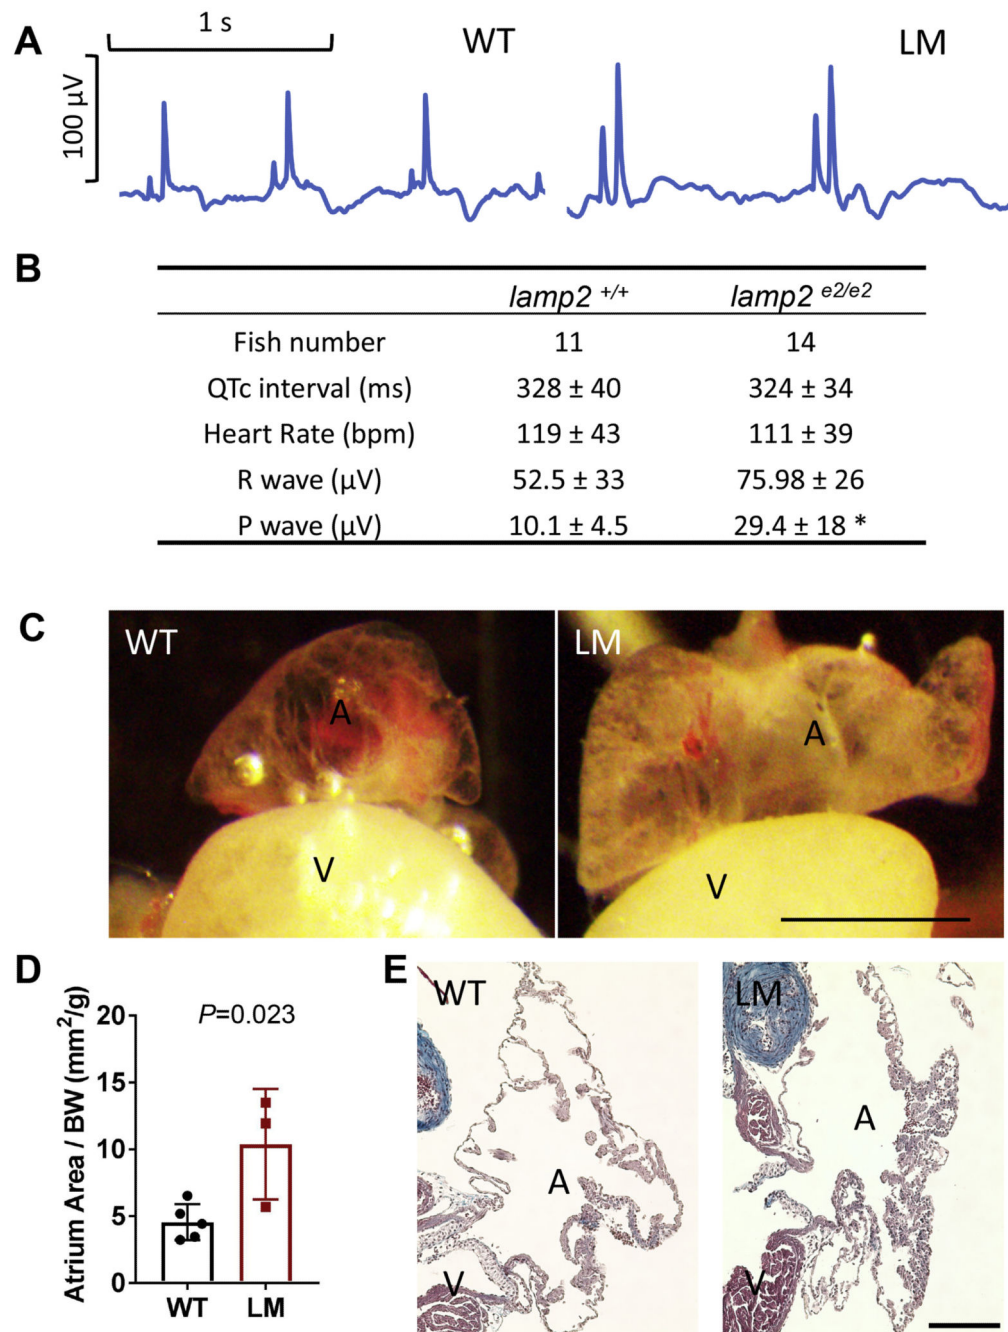 A
1 s
WT
LM
100 µV
B
lamp2 +/+ lamp2 e2/e2
Fish number 11 14
QTc interval (ms) 328 ± 40 324 ± 34
Heart Rate (bpm) 119 ± 43 111 ± 39
R wave (µV) 52.5 ± 33 75.98 ± 26
P wave (µV) 10.1 ± 4.5 29.4 ± 18 *
C
WT
A
V
LM
A
V
D
P=0.023
Atrium Area / BW (mm2/g)
20
15
10
5
0
WT LM
E
WT
A
V
LM
A
V